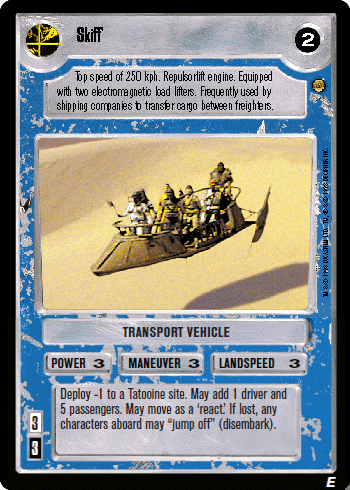 Skiff
2
Top speed of 250 kph. Repulsorlift engine. Equipped
with two electromagnetic load lifters. Frequently used by
shipping companies to transfer cargo between freighters.
TRANSPORT VEHICLE
POWER 3
MANEUVER 3
LANDSPEED 3
Deploy -1 to a Tatooine site. May add 1 driver and
5 passengers. May move as a 'react.' If lost, any
characters aboard may "jump off" (disembark).
3
3
E